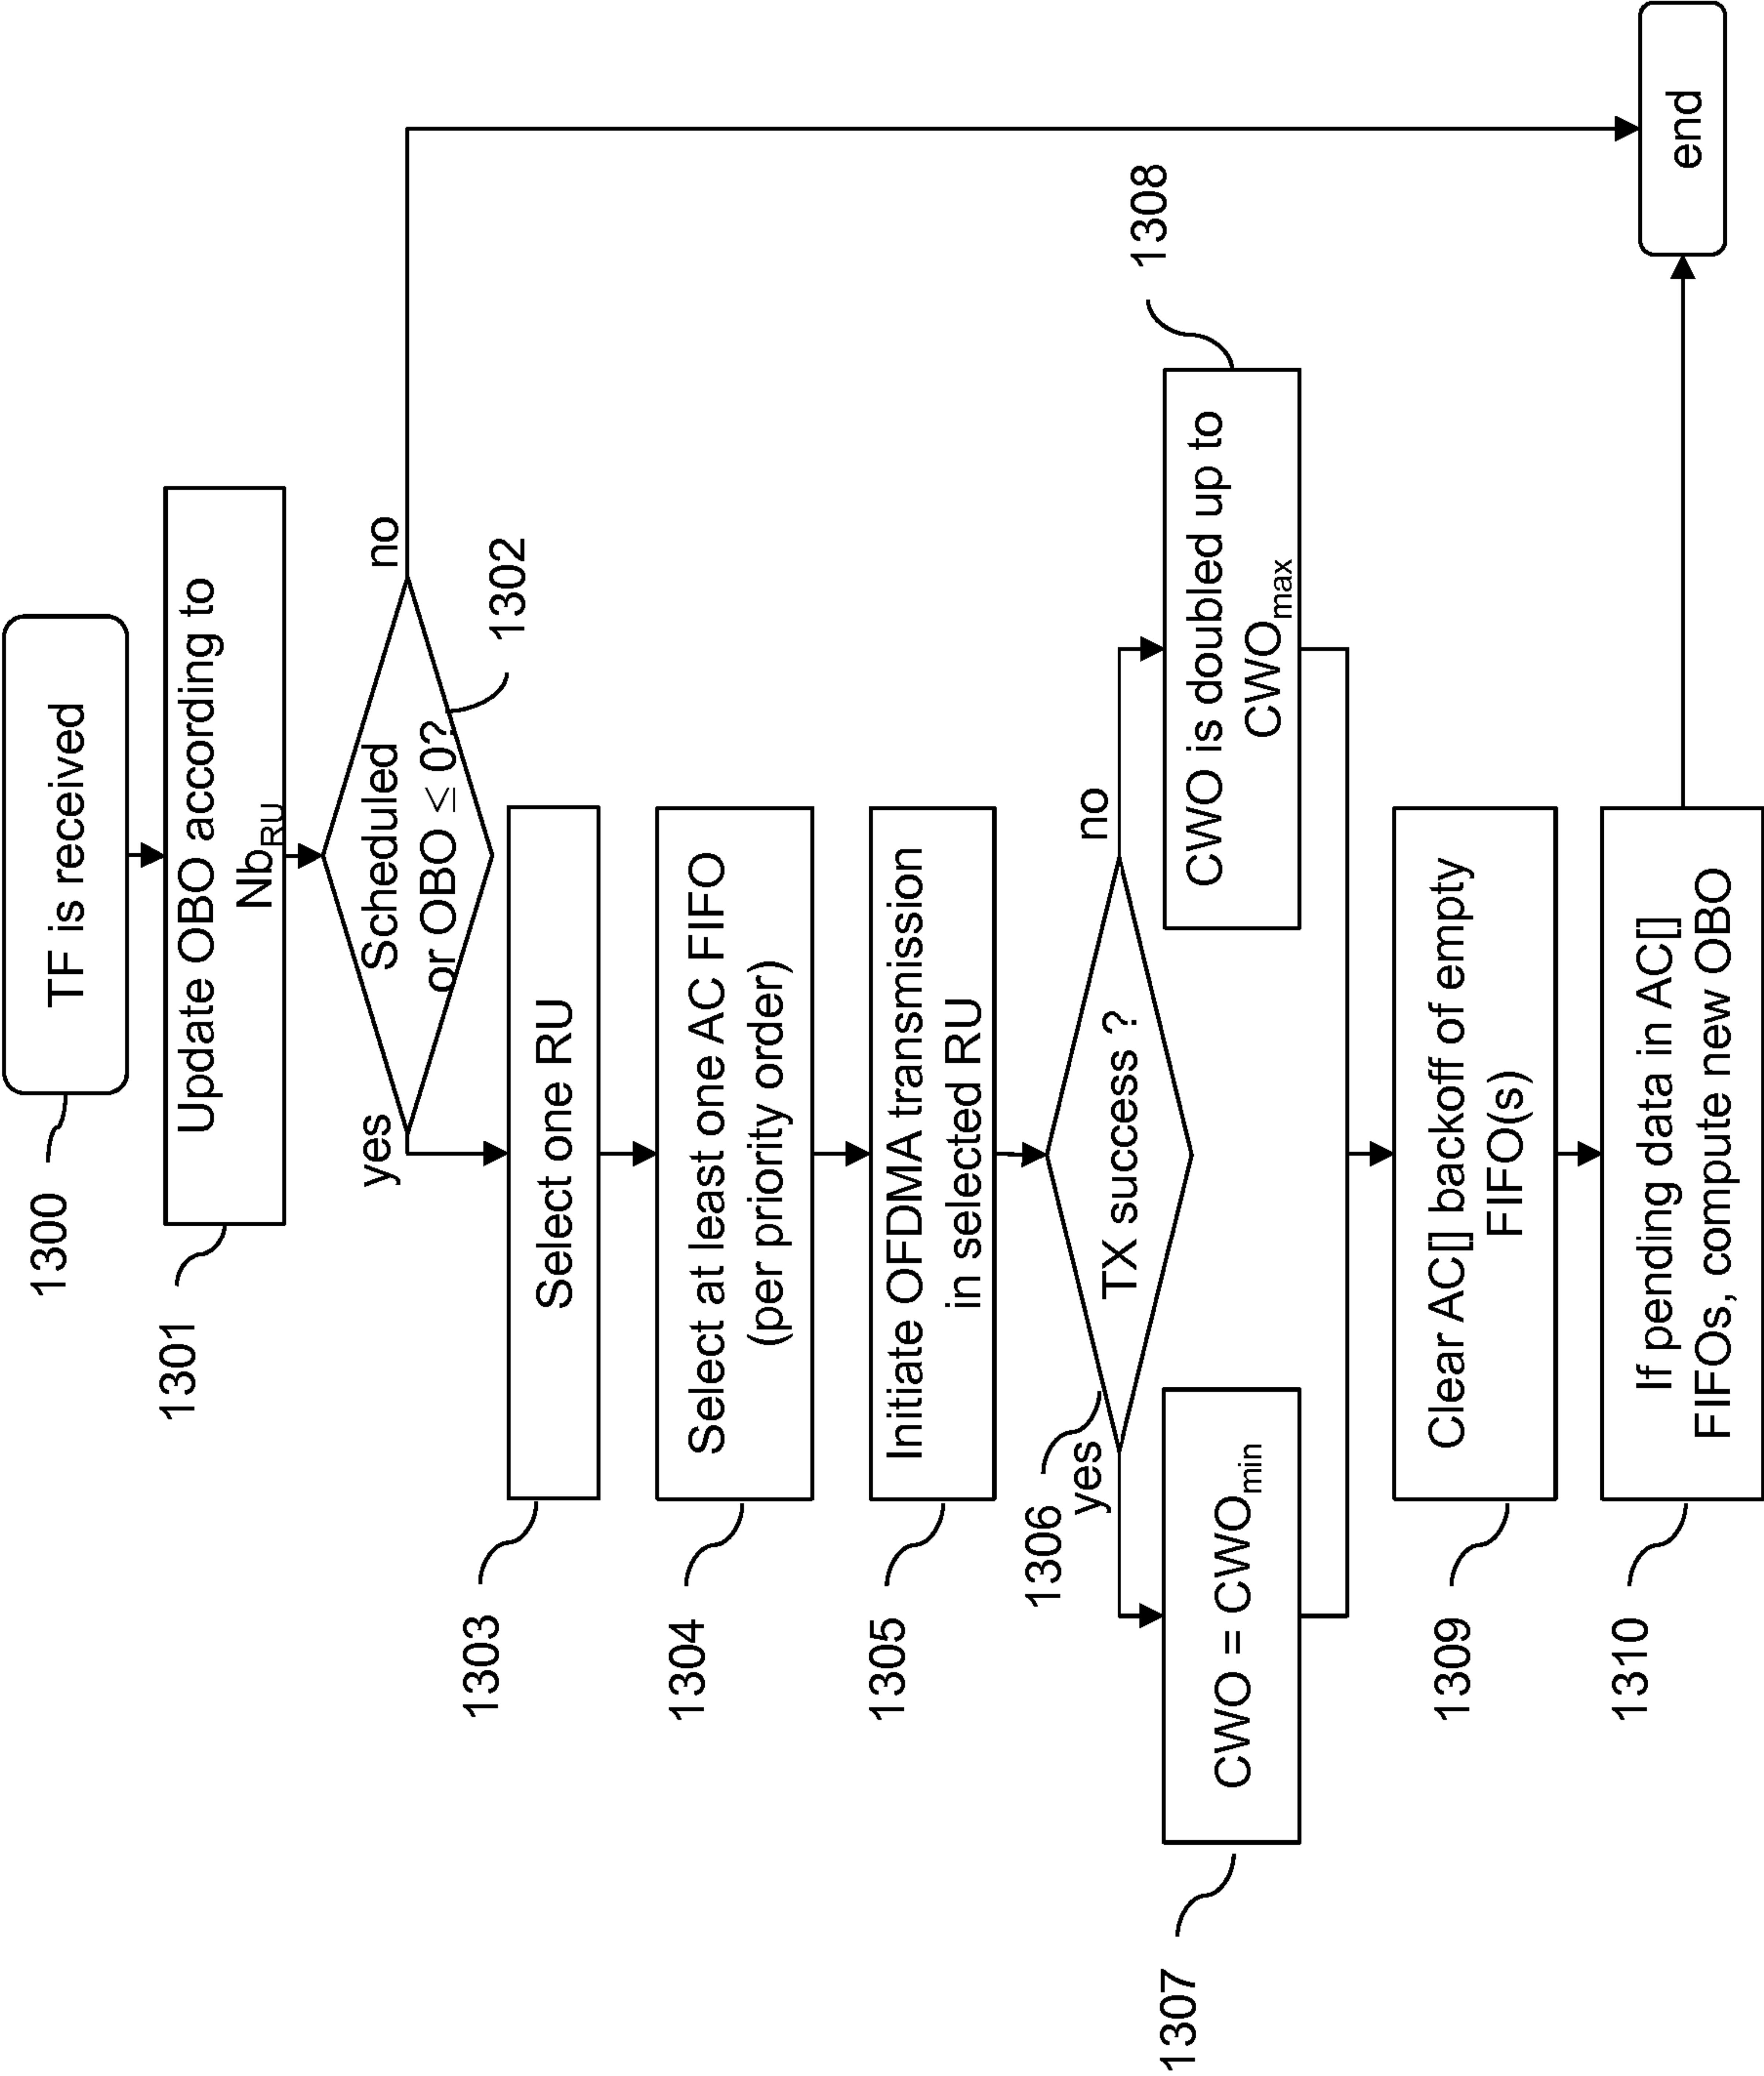 1300
TF is received
1301
Update OBO according to
Nb_RU
1302
Scheduled
or OBO ≤ 0?
yes
no
1303
Select one RU
1304
Select at least one AC FIFO
(per priority order)
1305
Initiate OFDMA transmission
in selected RU
1306
TX success ?
yes
no
1307
CWO = CWO_min
1308
CWO is doubled up to
CWO_max
1309
Clear AC[] backoff of empty
FIFO(s)
1310
If pending data in AC[]
FIFOs, compute new OBO
end